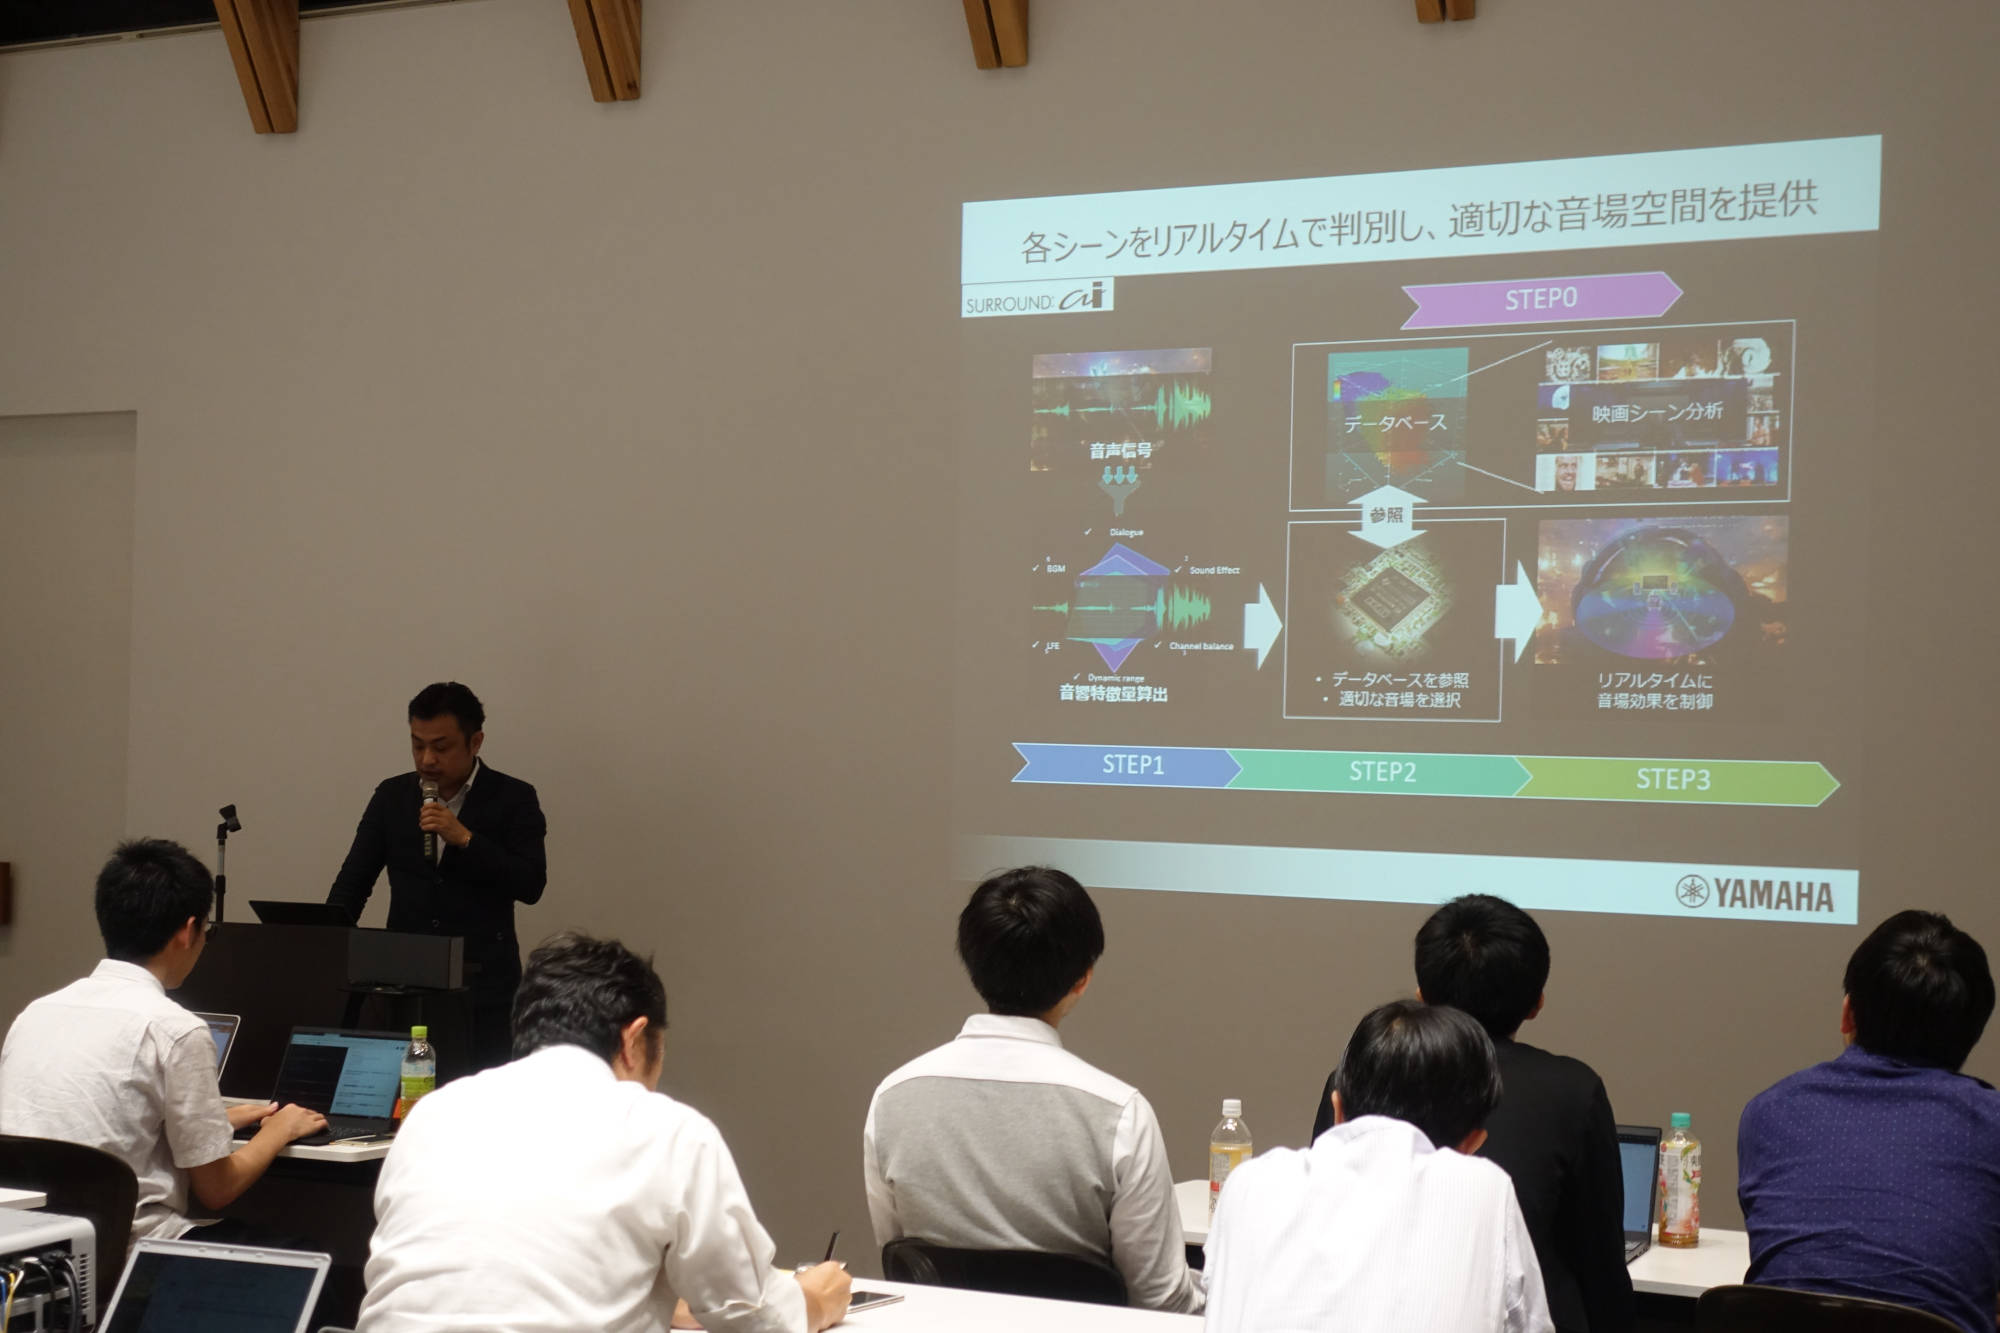 各シーンをリアルタイムで判別し、適切な音場空間を提供
SURROUND: ai
STEP0
データベース
映画シーン分析
音声信号
参照
✓ Dialogue
✓ BGM
✓ Sound Effect
✓ LFE
✓ Channel balance
✓ Dynamic range
音響特徴量算出
• データベースを参照
• 適切な音場を選択
リアルタイムに
音場効果を制御
STEP1
STEP2
STEP3
YAMAHA